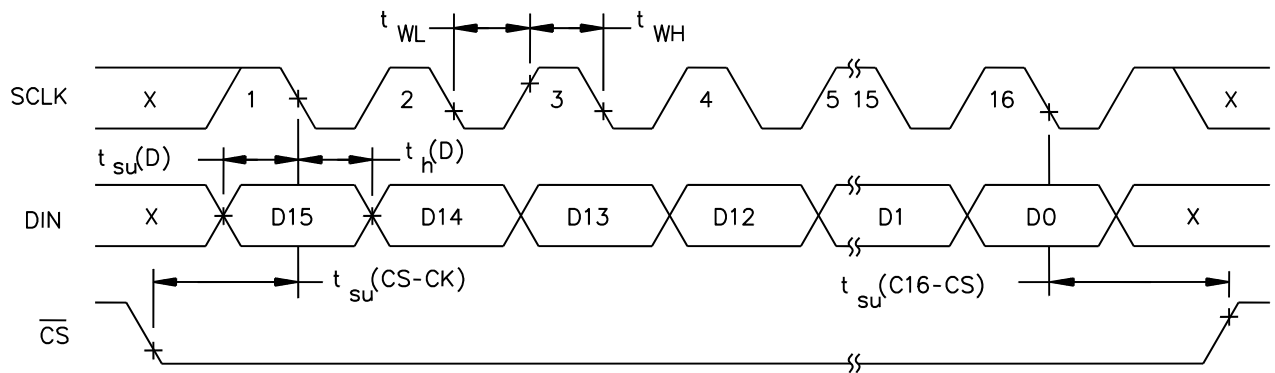 t WL t WH
SCLK X 1 2 3 4 5 15 16 X
t su(D) t h(D)
DIN X D15 D14 D13 D12 D1 D0 X
t su(CS-CK) t su(C16-CS)
CS